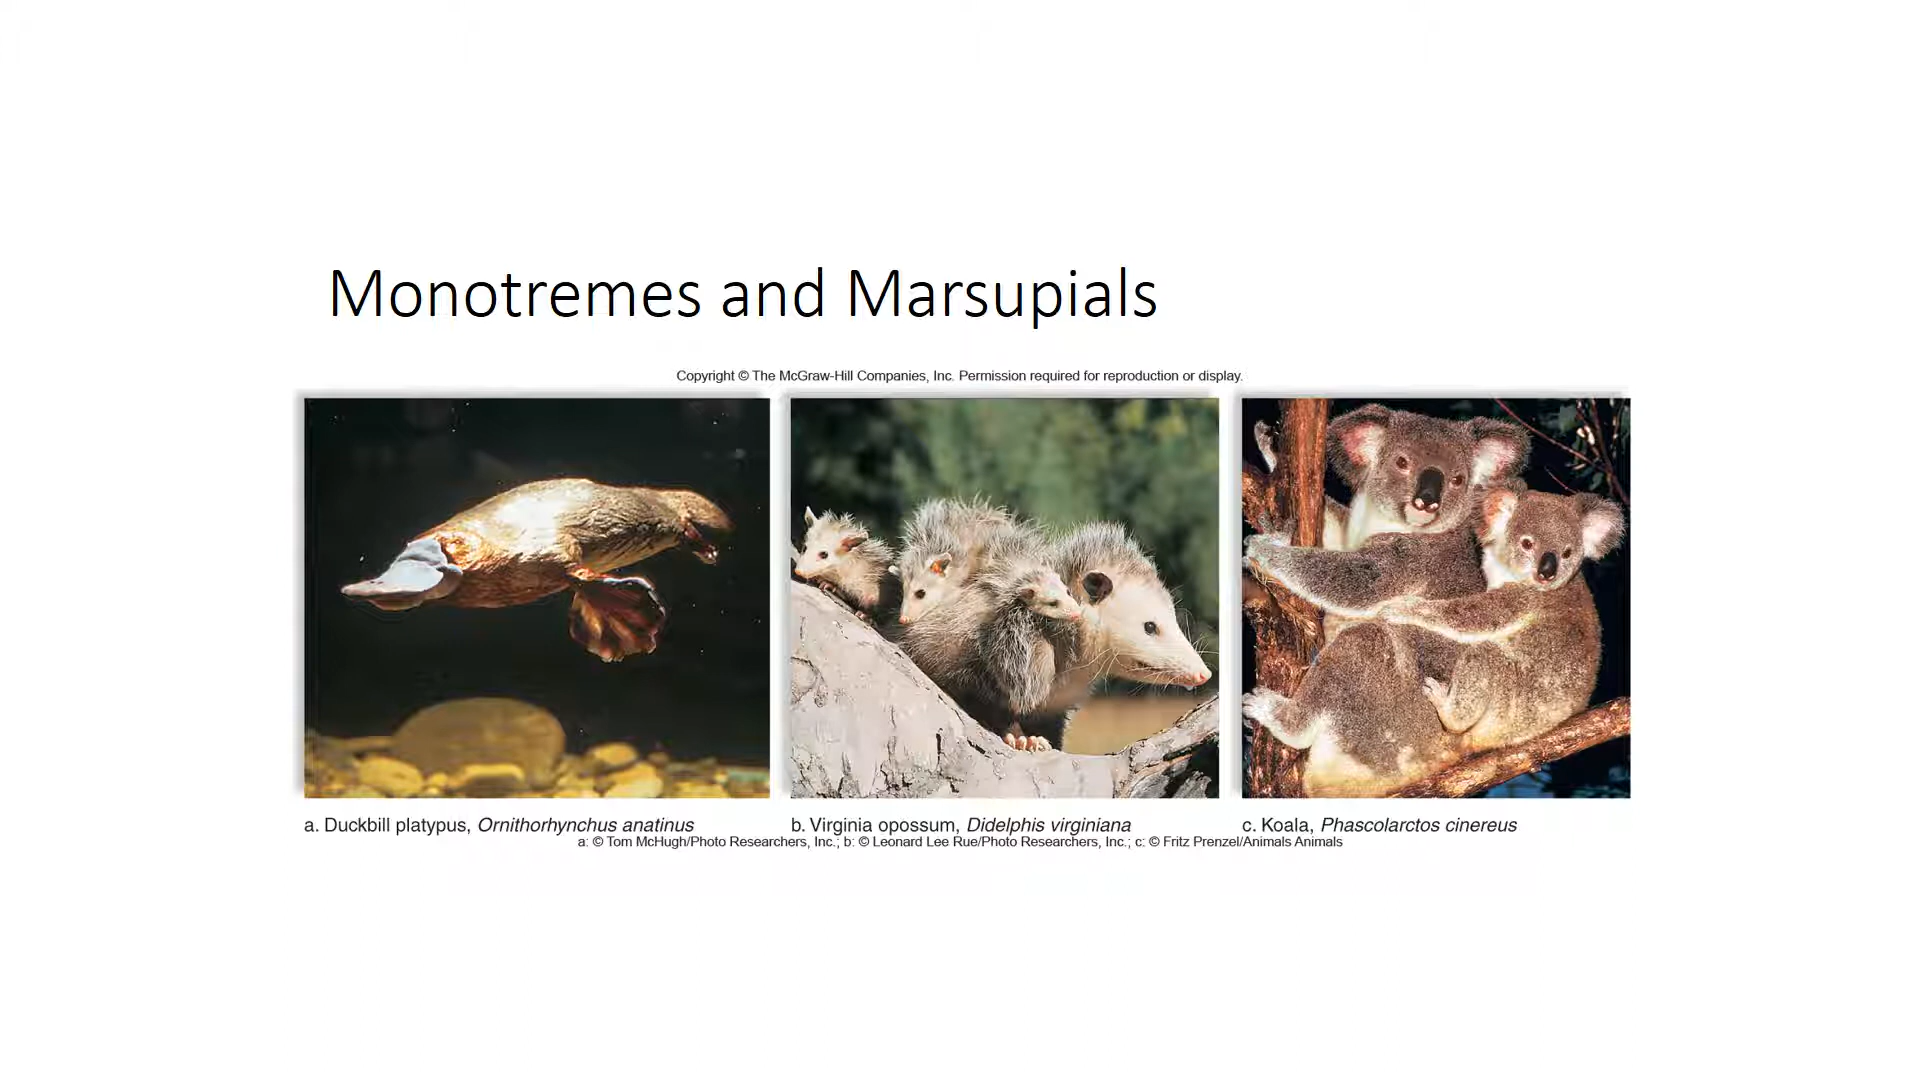 Monotremes and Marsupials
Copyright © The McGraw-Hill Companies, Inc. Permission required for reproduction or display.
a. Duckbill platypus, Ornithorhynchus anatinus
b. Virginia opossum, Didelphis virginiana
c. Koala, Phascolarctos cinereus
a: © Tom McHugh/Photo Researchers, Inc.; b: © Leonard Lee Rue/Photo Researchers, Inc.; c: © Fritz Prenzel/Animals Animals